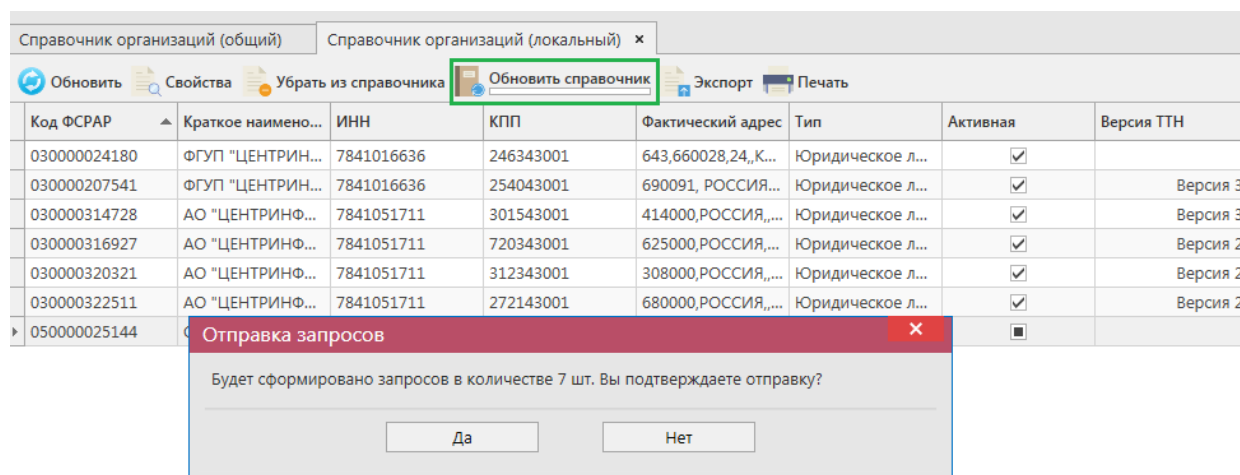 Справочник организаций (общий) Справочник организаций (локальный) ×
Обновить Свойства Убрать из справочника Обновить справочник Экспорт Печать
Код ФСРАР Краткое наимено... ИНН КПП Фактический адрес Тип Активная Версия ТТН
030000024180 ФГУП "ЦЕНТРИН... 7841016636 246343001 643,660028,24,,К... Юридическое л...
030000207541 ФГУП "ЦЕНТРИН... 7841016636 254043001 690091, РОССИЯ... Юридическое л... Версия 3
030000314728 АО "ЦЕНТРИНФ... 7841051711 301543001 414000,РОССИЯ,,... Юридическое л... Версия 3
030000316927 АО "ЦЕНТРИНФ... 7841051711 720343001 625000,РОССИЯ,... Юридическое л... Версия 2
030000320321 АО "ЦЕНТРИНФ... 7841051711 312343001 308000,РОССИЯ,,... Юридическое л... Версия 2
030000322511 АО "ЦЕНТРИНФ... 7841051711 272143001 680000,РОССИЯ,,... Юридическое л... Версия 2
050000025144
Отправка запросов
Будет сформировано запросов в количестве 7 шт. Вы подтверждаете отправку?
Да Нет